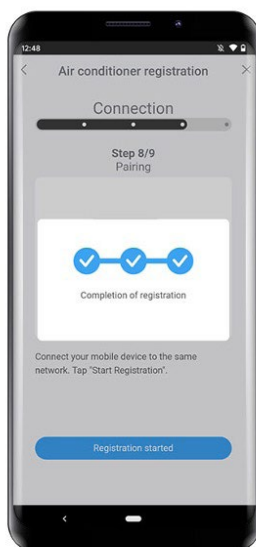 12:48
Air conditioner registration
Connection
Step 8/9
Pairing
Completion of registration
Connect your mobile device to the same
network. Tap "Start Registration".
Registration started